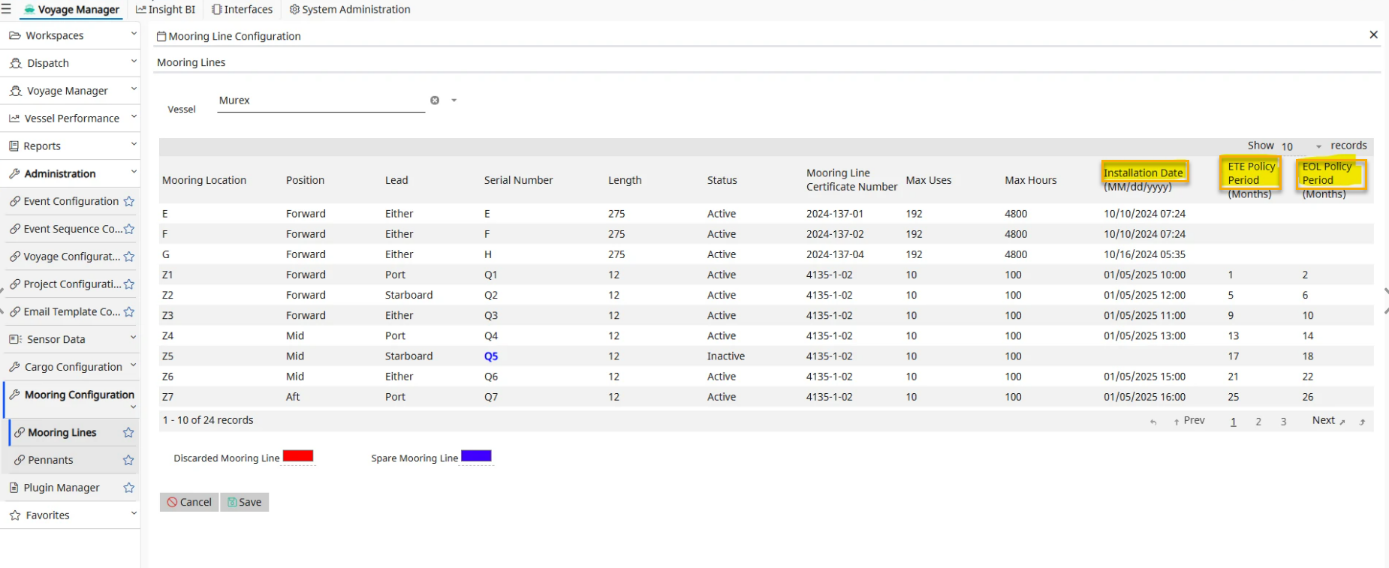 Voyage Manager Insight BI Interfaces System Administration
Workspaces
Dispatch
Voyage Manager
Vessel Performance
Reports
Administration
Event Configuration
Event Sequence Co...
Voyage Configurat...
Project Configurati...
Email Template Co...
Sensor Data
Cargo Configuration
Mooring Configuration
Mooring Lines
Pennants
Plugin Manager
Favorites
Mooring Line Configuration
Mooring Lines
Vessel Murex
Show 10 records
Mooring Location Position Lead Serial Number Length Status Mooring Line Certificate Number Max Uses Max Hours Installation Date (MM/dd/yyyy) ETE Policy Period (Months) EOL Policy Period (Months)
E Forward Either E 275 Active 2024-137-01 192 4800 10/10/2024 07:24
F Forward Either F 275 Active 2024-137-02 192 4800 10/10/2024 07:24
G Forward Either H 275 Active 2024-137-04 192 4800 10/16/2024 05:35
Z1 Forward Port Q1 12 Active 4135-1-02 10 100 01/05/2025 10:00 1 2
Z2 Forward Starboard Q2 12 Active 4135-1-02 10 100 01/05/2025 12:00 5 6
Z3 Forward Either Q3 12 Active 4135-1-02 10 100 01/05/2025 11:00 9 10
Z4 Mid Port Q4 12 Active 4135-1-02 10 100 01/05/2025 13:00 13 14
Z5 Mid Starboard Q5 12 Inactive 4135-1-02 10 100 17 18
Z6 Mid Either Q6 12 Active 4135-1-02 10 100 01/05/2025 15:00 21 22
Z7 Aft Port Q7 12 Active 4135-1-02 10 100 01/05/2025 16:00 25 26
1 - 10 of 24 records Prev 1 2 3 Next
Discarded Mooring Line Spare Mooring Line
Cancel Save